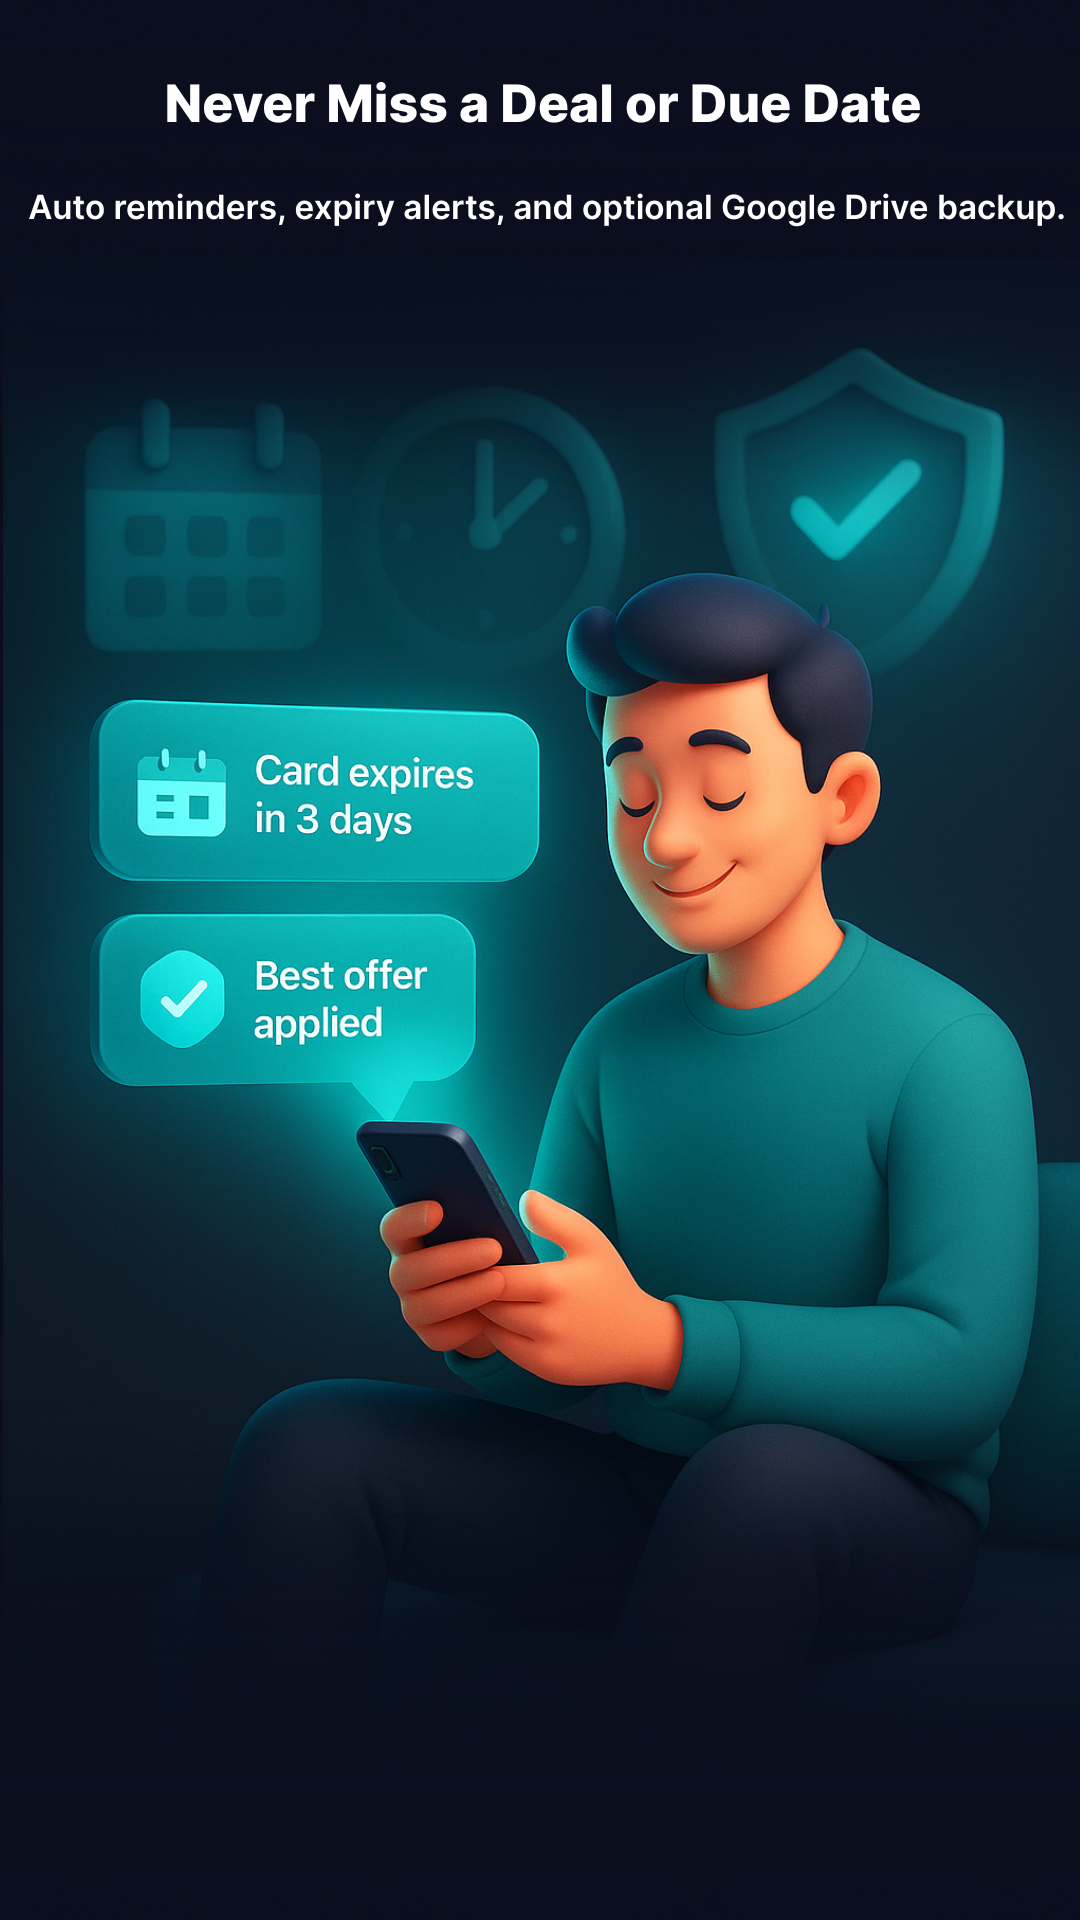 Never Miss a Deal or Due Date
Auto reminders, expiry alerts, and optional Google Drive backup.
Card expires
in 3 days
Best offer
applied